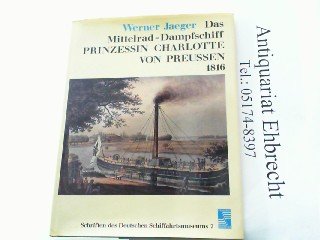 Werner Jaeger Das
Mittelrad-Dampfschiff
PRINZESSIN CHARLOTTE
VON PREUSSEN
1816
Schriften des Deutschen Schiffahrtsmuseums 7
Antiquariat Ehbrecht
Tel.: 05174-8397